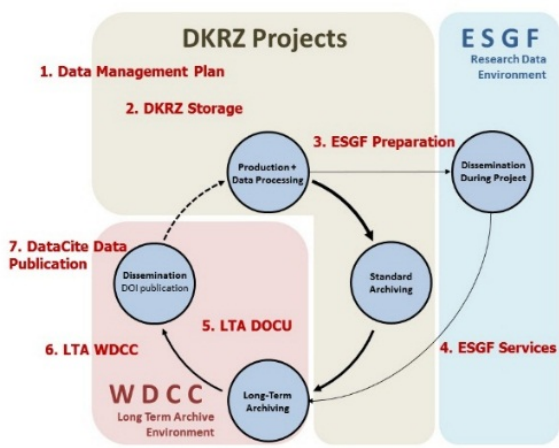 DKRZ Projects
E S G F
Research Data
Environment
1. Data Management Plan
2. DKRZ Storage
3. ESGF Preparation
Production +
Data Processing
Dissemination
During Project
7. DataCite Data
Publication
Dissemination
DOI publication
Standard
Archiving
5. LTA DOCU
6. LTA WDCC
4. ESGF Services
W D C C
Long Term Archive
Environment
Long-Term
Archiving